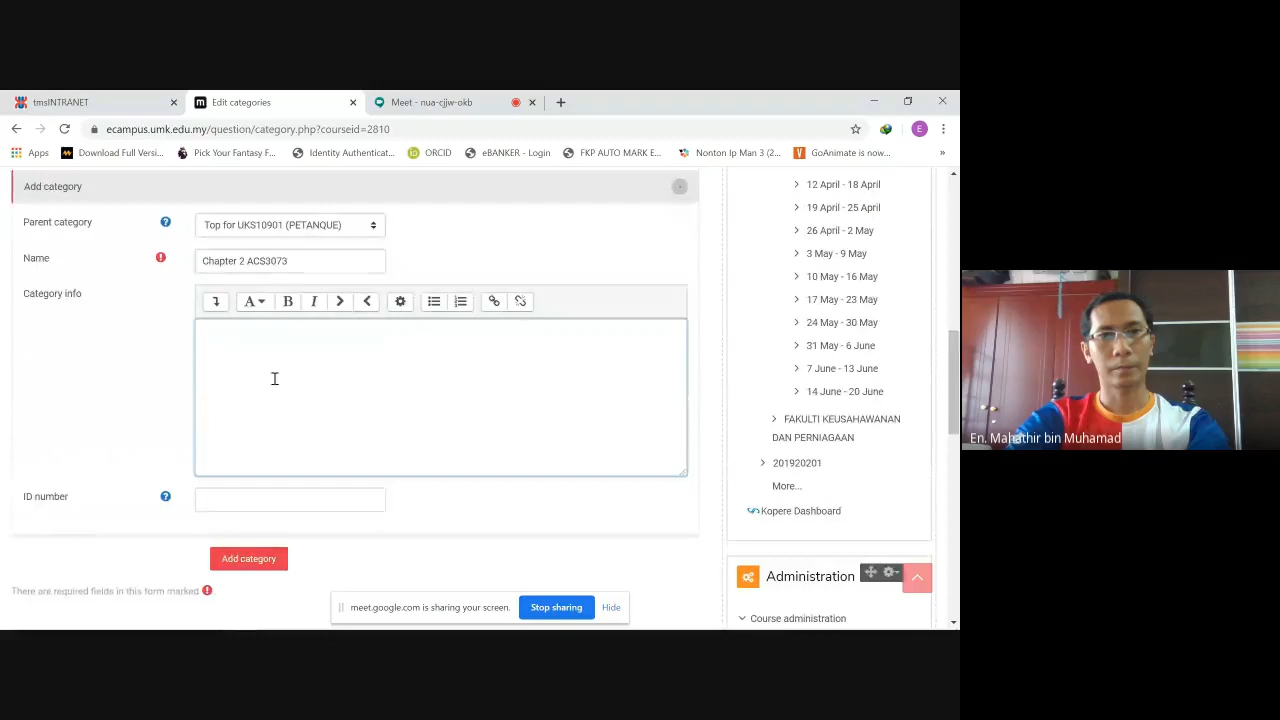 tmsINTRANET
Edit categories
Meet - nua-cjjw-okb
ecampus.umk.edu.my/question/category.php?courseid=2810
E
Apps
Download Full Versi...
Pick Your Fantasy F...
Identity Authenticat...
ORCID
eBANKER - Login
FKP AUTO MARK E...
Nonton Ip Man 3 (2...
GoAnimate is now...
»
Add category
Parent category
Top for UKS10901 (PETANQUE)
Name
Chapter 2 ACS3073
Category info
A
B
I
ID number
Add category
There are required fields in this form marked
12 April - 18 April
19 April - 25 April
26 April - 2 May
3 May - 9 May
10 May - 16 May
17 May - 23 May
24 May - 30 May
31 May - 6 June
7 June - 13 June
14 June - 20 June
FAKULTI KEUSAHAWANAN
DAN PERNIAGAAN
201920201
More...
Kopere Dashboard
Administration
Course administration
meet.google.com is sharing your screen.
Stop sharing
Hide
En. Mahathir bin Muhamad